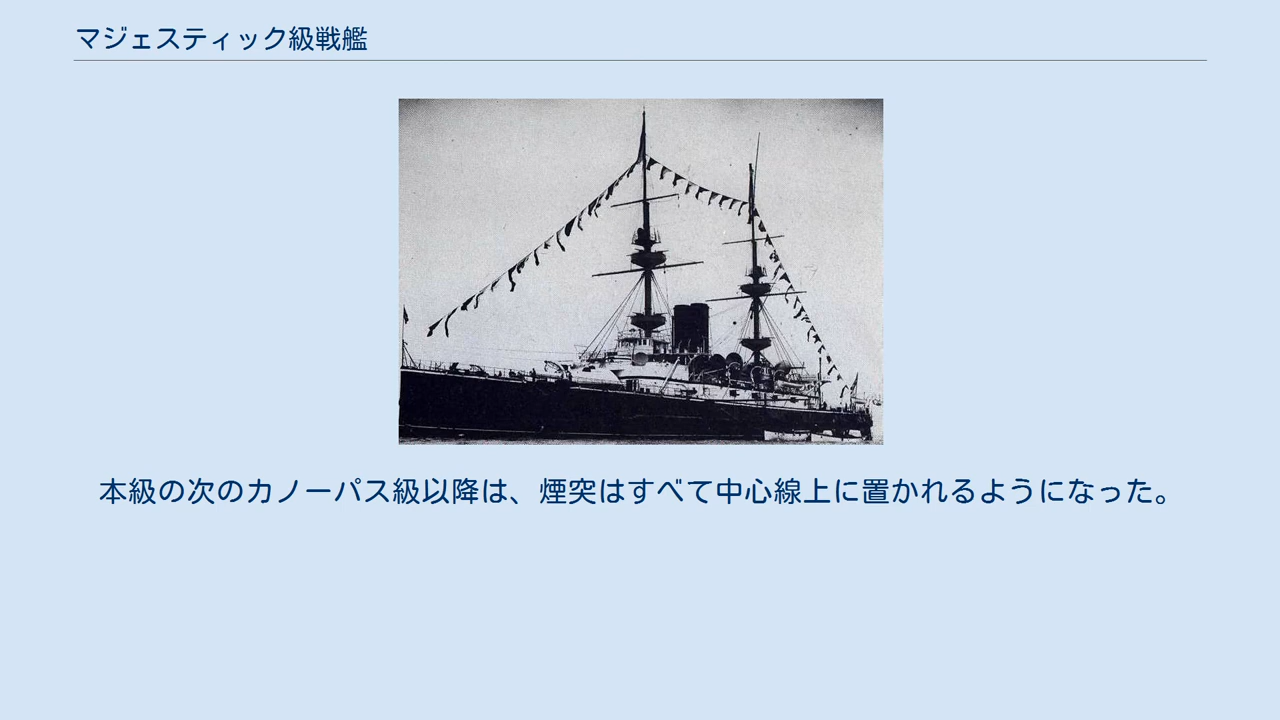 マジェスティック級戦艦
本級の次のカノーパス級以降は、煙突はすべて中心線上に置かれるようになった。